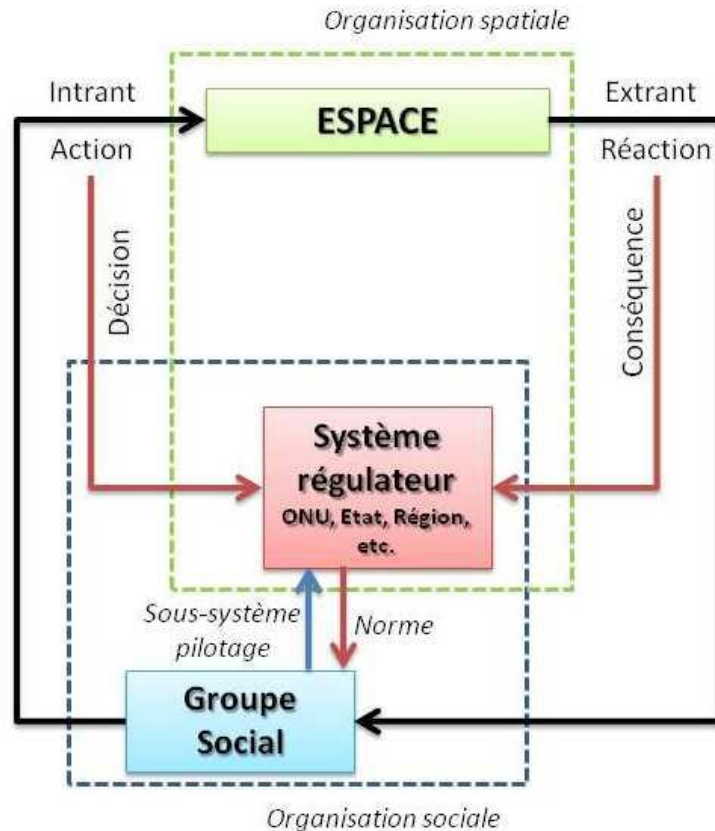 Organisation spatiale
Intrant
ESPACE
Extrant
Action
Réaction
Décision
Conséquence
Système
régulateur
ONU, Etat, Région,
etc.
Sous-système
pilotage
Norme
Groupe
Social
Organisation sociale